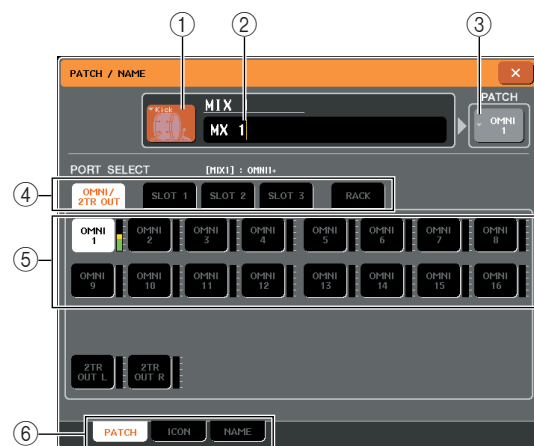 ① ② ③
PATCH / NAME ×
Kick
MIX
MX 1
PATCH
OMNI
1
PORT SELECT [MIX1] : OMNI1+
④
OMNI/
2TR OUT
SLOT 1 SLOT 2 SLOT 3 RACK
⑤
OMNI
1
OMNI
2
OMNI
3
OMNI
4
OMNI
5
OMNI
6
OMNI
7
OMNI
8
OMNI
9
OMNI
10
OMNI
11
OMNI
12
OMNI
13
OMNI
14
OMNI
15
OMNI
16
2TR
OUT L
2TR
OUT R
⑥
PATCH ICON NAME